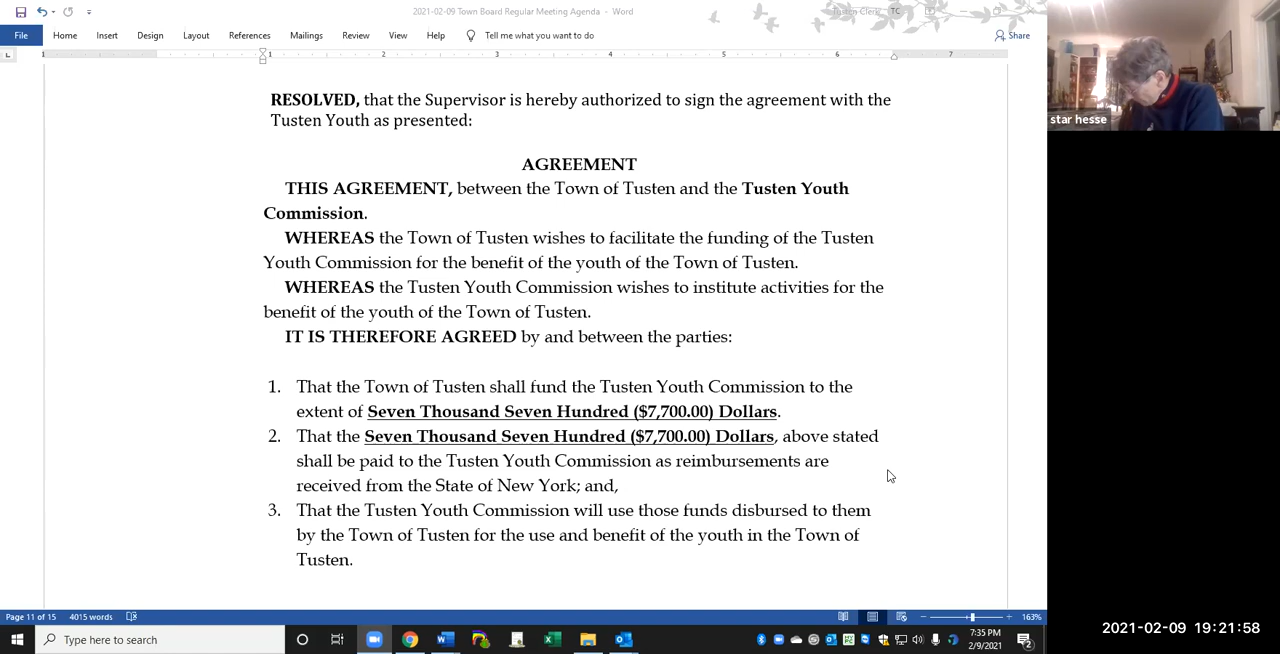 2021-02-09 Town Board Regular Meeting Agenda - Word
Tusten Clerk TC
File Home Insert Design Layout References Mailings Review View Help Tell me what you want to do Share
1 1 2 3 4 5 6 7
star hesse
RESOLVED, that the Supervisor is hereby authorized to sign the agreement with the
Tusten Youth as presented:
AGREEMENT
THIS AGREEMENT, between the Town of Tusten and the Tusten Youth
Commission.
WHEREAS the Town of Tusten wishes to facilitate the funding of the Tusten
Youth Commission for the benefit of the youth of the Town of Tusten.
WHEREAS the Tusten Youth Commission wishes to institute activities for the
benefit of the youth of the Town of Tusten.
IT IS THEREFORE AGREED by and between the parties:
1. That the Town of Tusten shall fund the Tusten Youth Commission to the
extent of Seven Thousand Seven Hundred ($7,700.00) Dollars.
2. That the Seven Thousand Seven Hundred ($7,700.00) Dollars, above stated
shall be paid to the Tusten Youth Commission as reimbursements are
received from the State of New York; and,
3. That the Tusten Youth Commission will use those funds disbursed to them
by the Town of Tusten for the use and benefit of the youth in the Town of
Tusten.
Page 11 of 15 4015 words 163%
Type here to search
7:35 PM
2/9/2021
2021-02-09 19:21:58